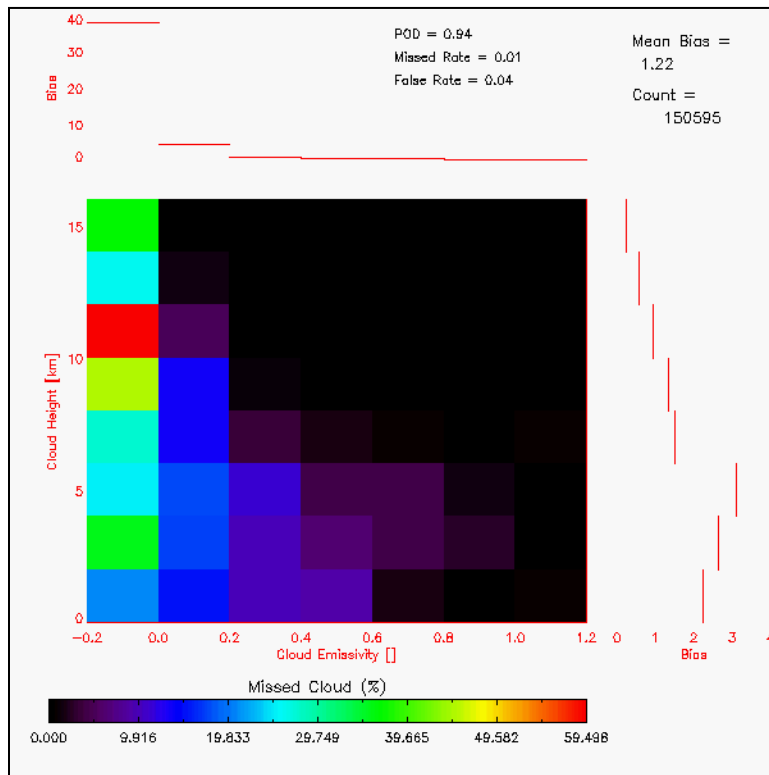 40
30
20
10
0
Bias
POD = 0.94
Missed Rate = 0.01
False Rate = 0.04
Mean Bias =
1.22
Count =
150595
15
10
5
0
Cloud Height [km]
-0.2 0.0 0.2 0.4 0.6 0.8 1.0 1.2
Cloud Emissivity []
0 1 2 3 4
Bias
Missed Cloud (%)
0.000 9.916 19.833 29.749 39.665 49.582 59.498